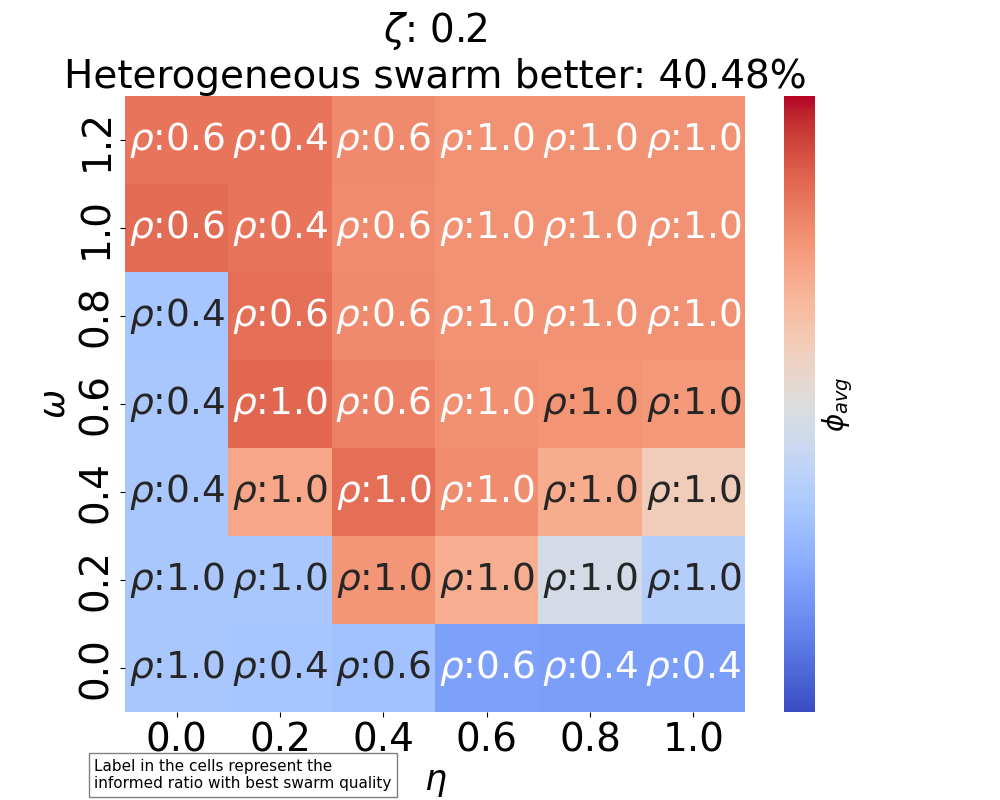 ζ: 0.2
Heterogeneous swarm better: 40.48%
1.2 ρ:0.6 ρ:0.4 ρ:0.6 ρ:1.0 ρ:1.0 ρ:1.0
1.0 ρ:0.6 ρ:0.4 ρ:0.6 ρ:1.0 ρ:1.0 ρ:1.0
0.8 ρ:0.4 ρ:0.6 ρ:0.6 ρ:1.0 ρ:1.0 ρ:1.0
0.6 ρ:0.4 ρ:1.0 ρ:0.6 ρ:1.0 ρ:1.0 ρ:1.0
0.4 ρ:0.4 ρ:1.0 ρ:1.0 ρ:1.0 ρ:1.0 ρ:1.0
0.2 ρ:1.0 ρ:1.0 ρ:1.0 ρ:1.0 ρ:1.0 ρ:1.0
0.0 ρ:1.0 ρ:0.4 ρ:0.6 ρ:0.6 ρ:0.4 ρ:0.4
ω
ϕavg
0.0 0.2 0.4 0.6 0.8 1.0
η
Label in the cells represent the
informed ratio with best swarm quality